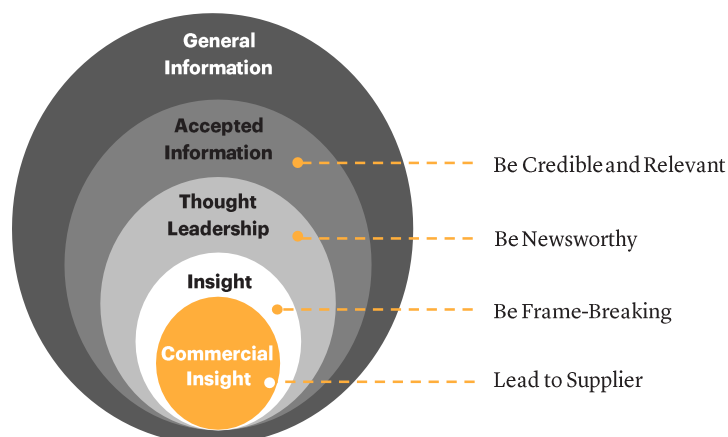 General
Information
Accepted
Information
Be Credible and Relevant
Thought
Leadership
Be Newsworthy
Insight
Be Frame-Breaking
Commercial
Insight
Lead to Supplier